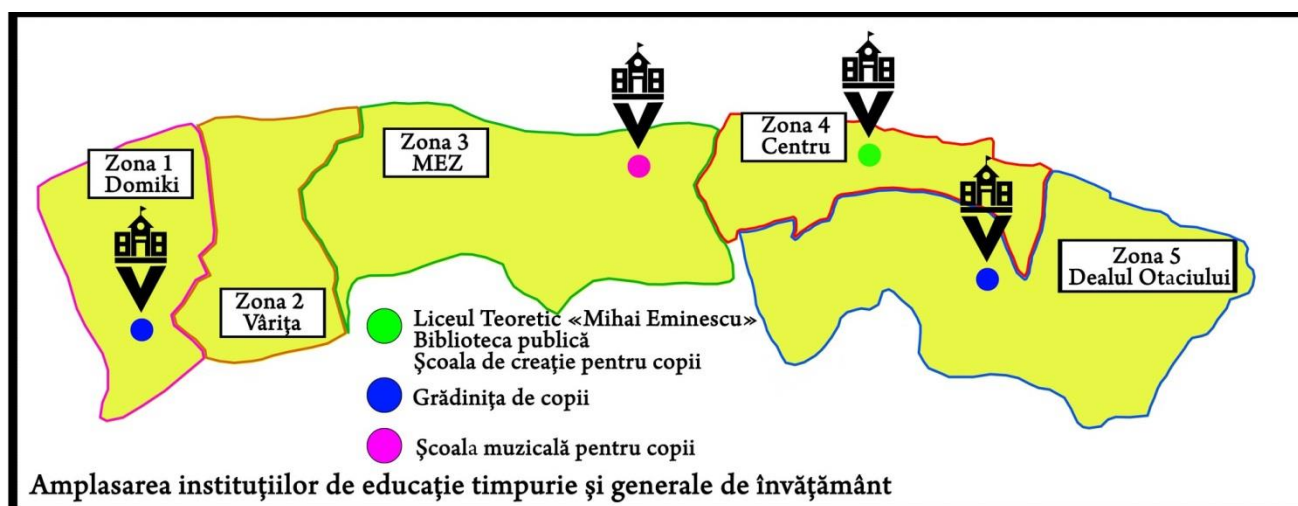 Zona 1
Domiki
Zona 2
Vârița
Zona 3
MEZ
Zona 4
Centru
Zona 5
Dealul Otaciului
Liceul Teoretic «Mihai Eminescu»
Biblioteca publică
Școala de creație pentru copii
Grădinița de copii
Școala muzicală pentru copii
Amplasarea instituțiilor de educație timpurie și generale de învățământ